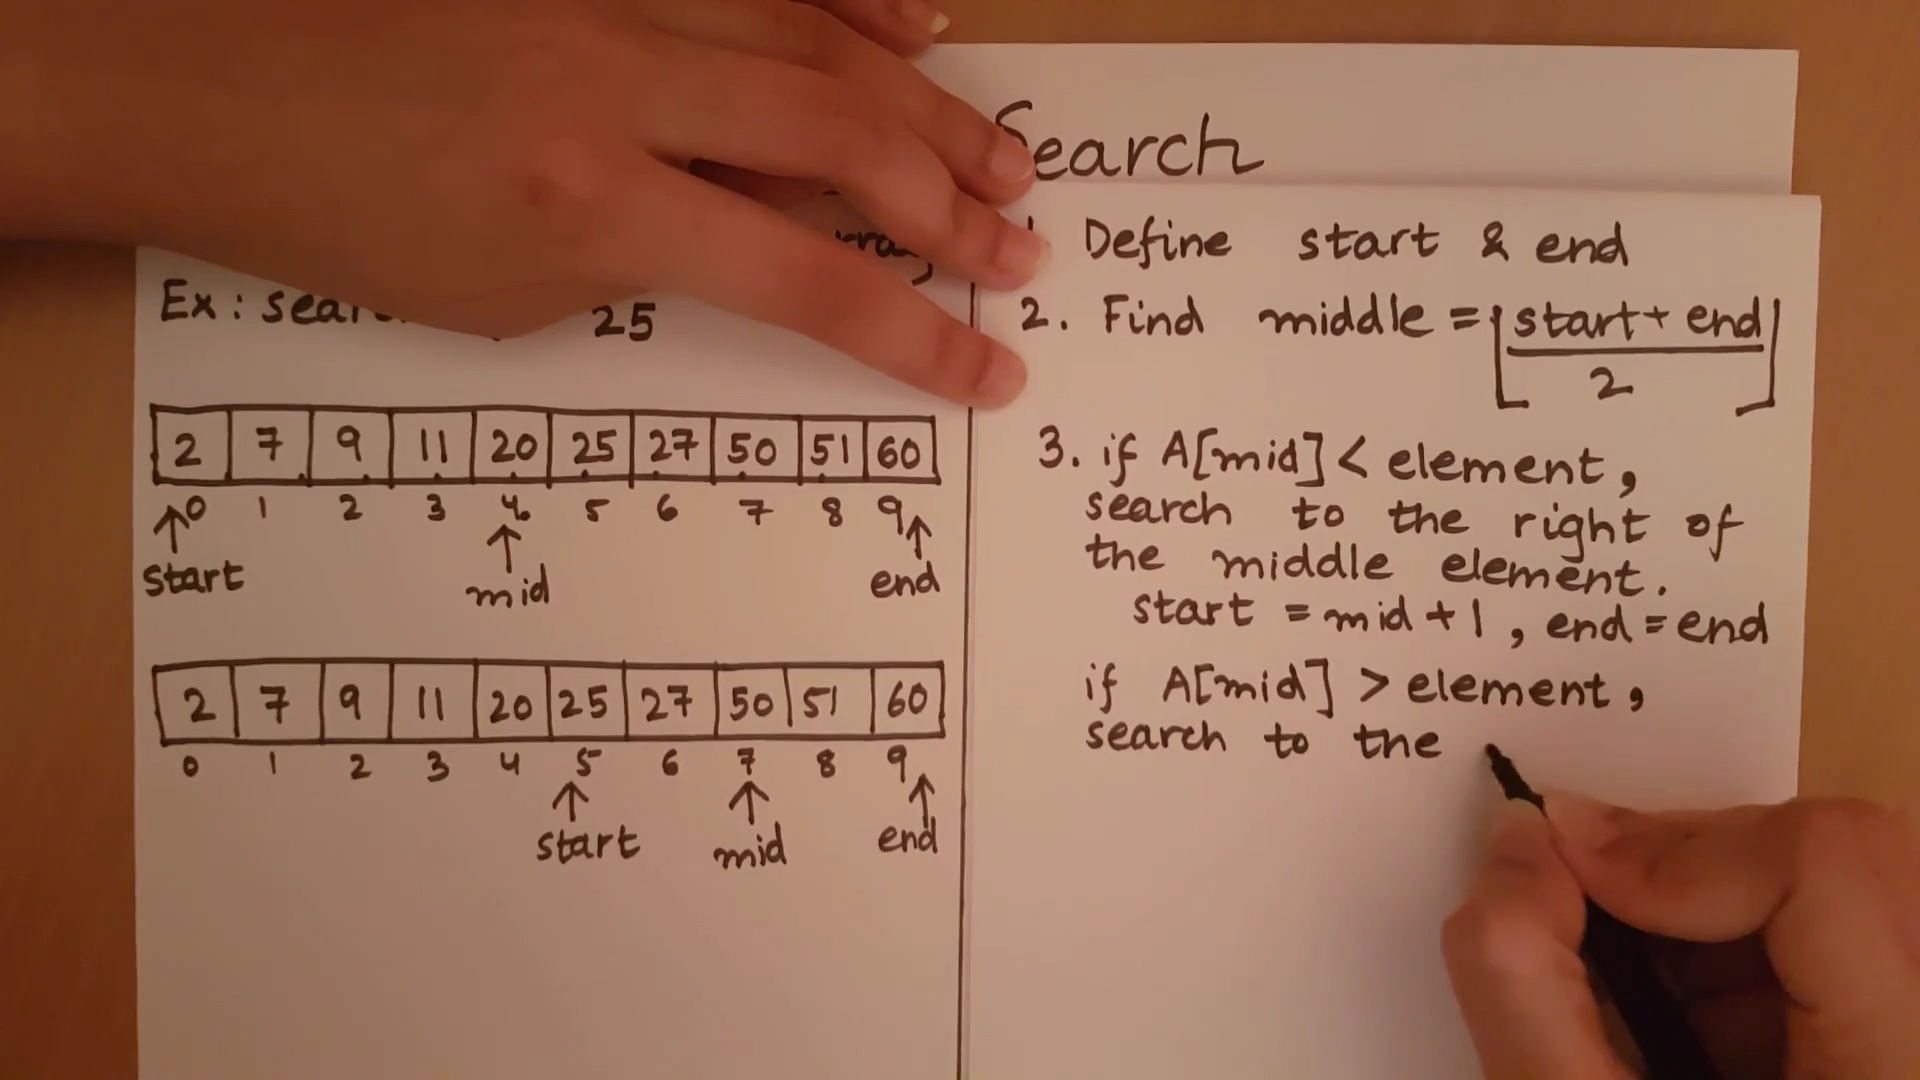 Search
Ex: sear 25
2 7 9 11 20 25 27 50 51 60
0 1 2 3 4 5 6 7 8 9
start mid end
2 7 9 11 20 25 27 50 51 60
0 1 2 3 4 5 6 7 8 9
start mid end
Define start & end
2. Find middle = ⌊start + end
2⌋
3. if A[mid] < element,
search to the right of
the middle element.
start = mid + 1, end = end
if A[mid] > element,
search to the